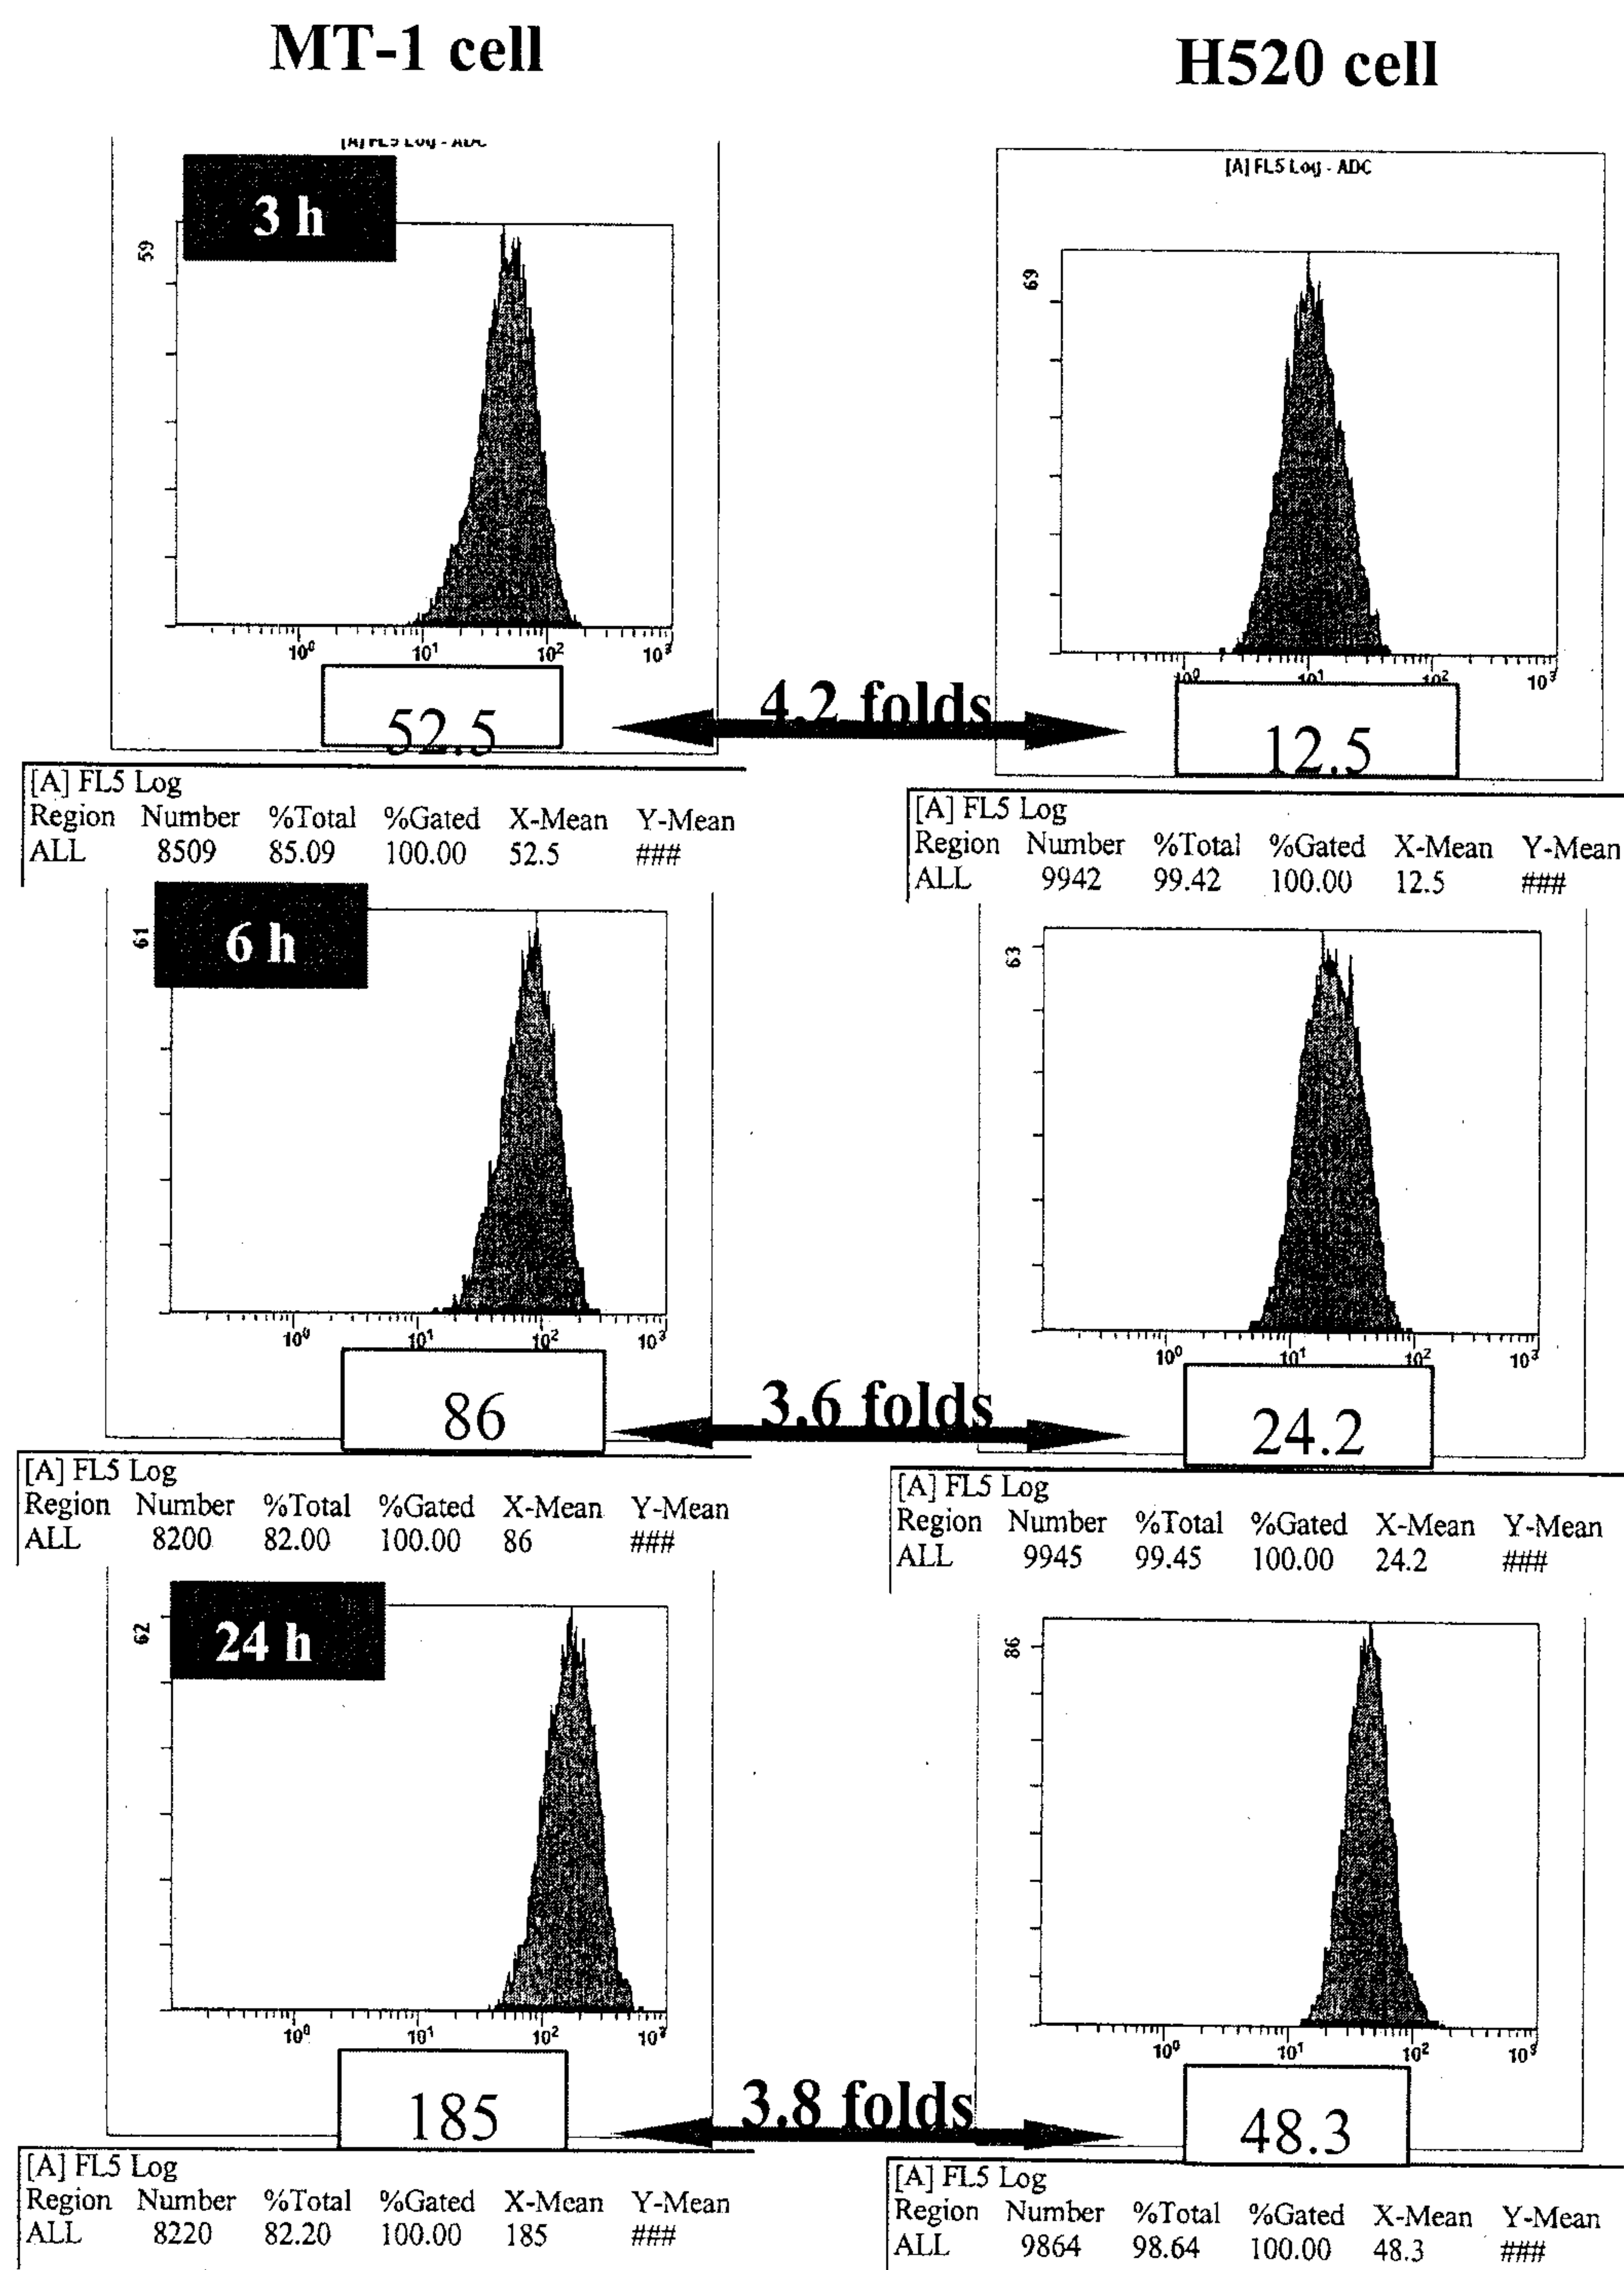 MT-1 cell
H520 cell
[A] FL5 Log - ADC
3 h
59
10⁰ 10¹ 10² 10³
52.5
[A] FL5 Log
Region Number %Total %Gated X-Mean Y-Mean
ALL 8509 85.09 100.00 52.5 ###
4.2 folds
[A] FL5 Log - ADC
69
10⁰ 10¹ 10² 10³
12.5
[A] FL5 Log
Region Number %Total %Gated X-Mean Y-Mean
ALL 9942 99.42 100.00 12.5 ###
6 h
61
10⁰ 10¹ 10² 10³
86
[A] FL5 Log
Region Number %Total %Gated X-Mean Y-Mean
ALL 8200 82.00 100.00 86 ###
3.6 folds
63
10⁰ 10¹ 10² 10³
24.2
[A] FL5 Log
Region Number %Total %Gated X-Mean Y-Mean
ALL 9945 99.45 100.00 24.2 ###
24 h
62
10⁰ 10¹ 10² 10³
185
[A] FL5 Log
Region Number %Total %Gated X-Mean Y-Mean
ALL 8220 82.20 100.00 185 ###
3.8 folds
86
10⁰ 10¹ 10² 10³
48.3
[A] FL5 Log
Region Number %Total %Gated X-Mean Y-Mean
ALL 9864 98.64 100.00 48.3 ###